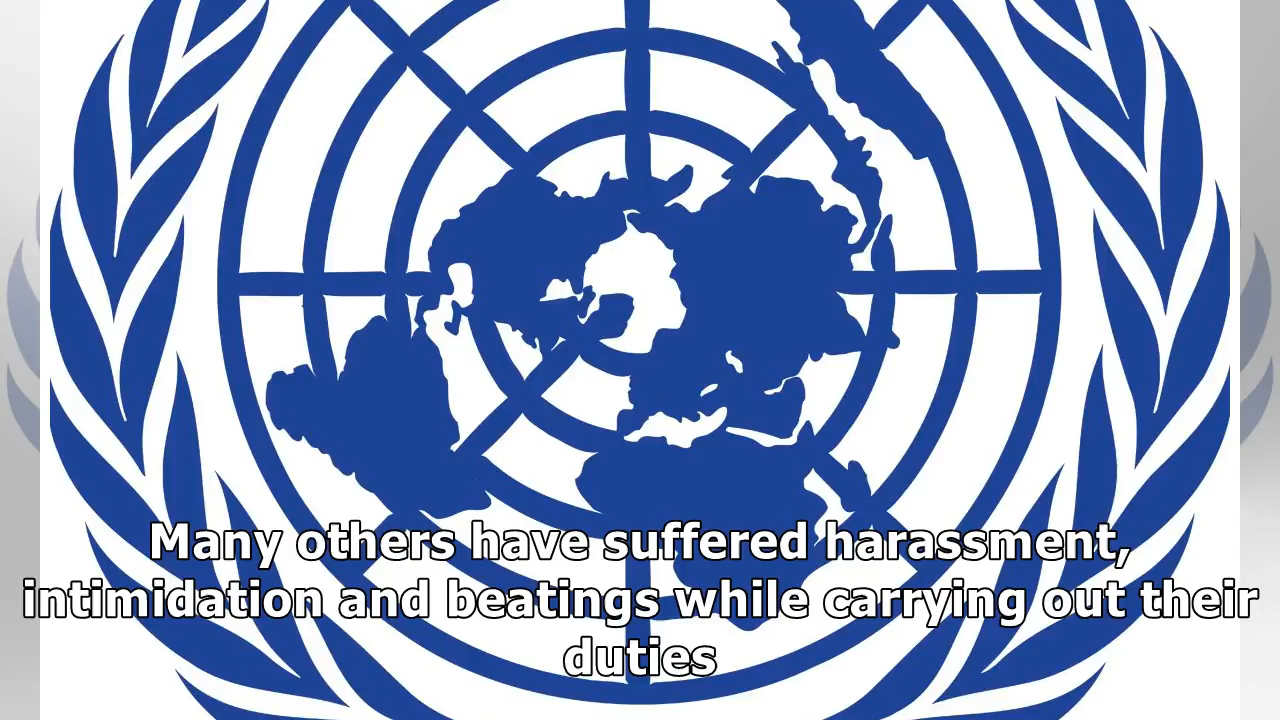 Many others have suffered harassment,
intimidation and beatings while carrying out their
duties